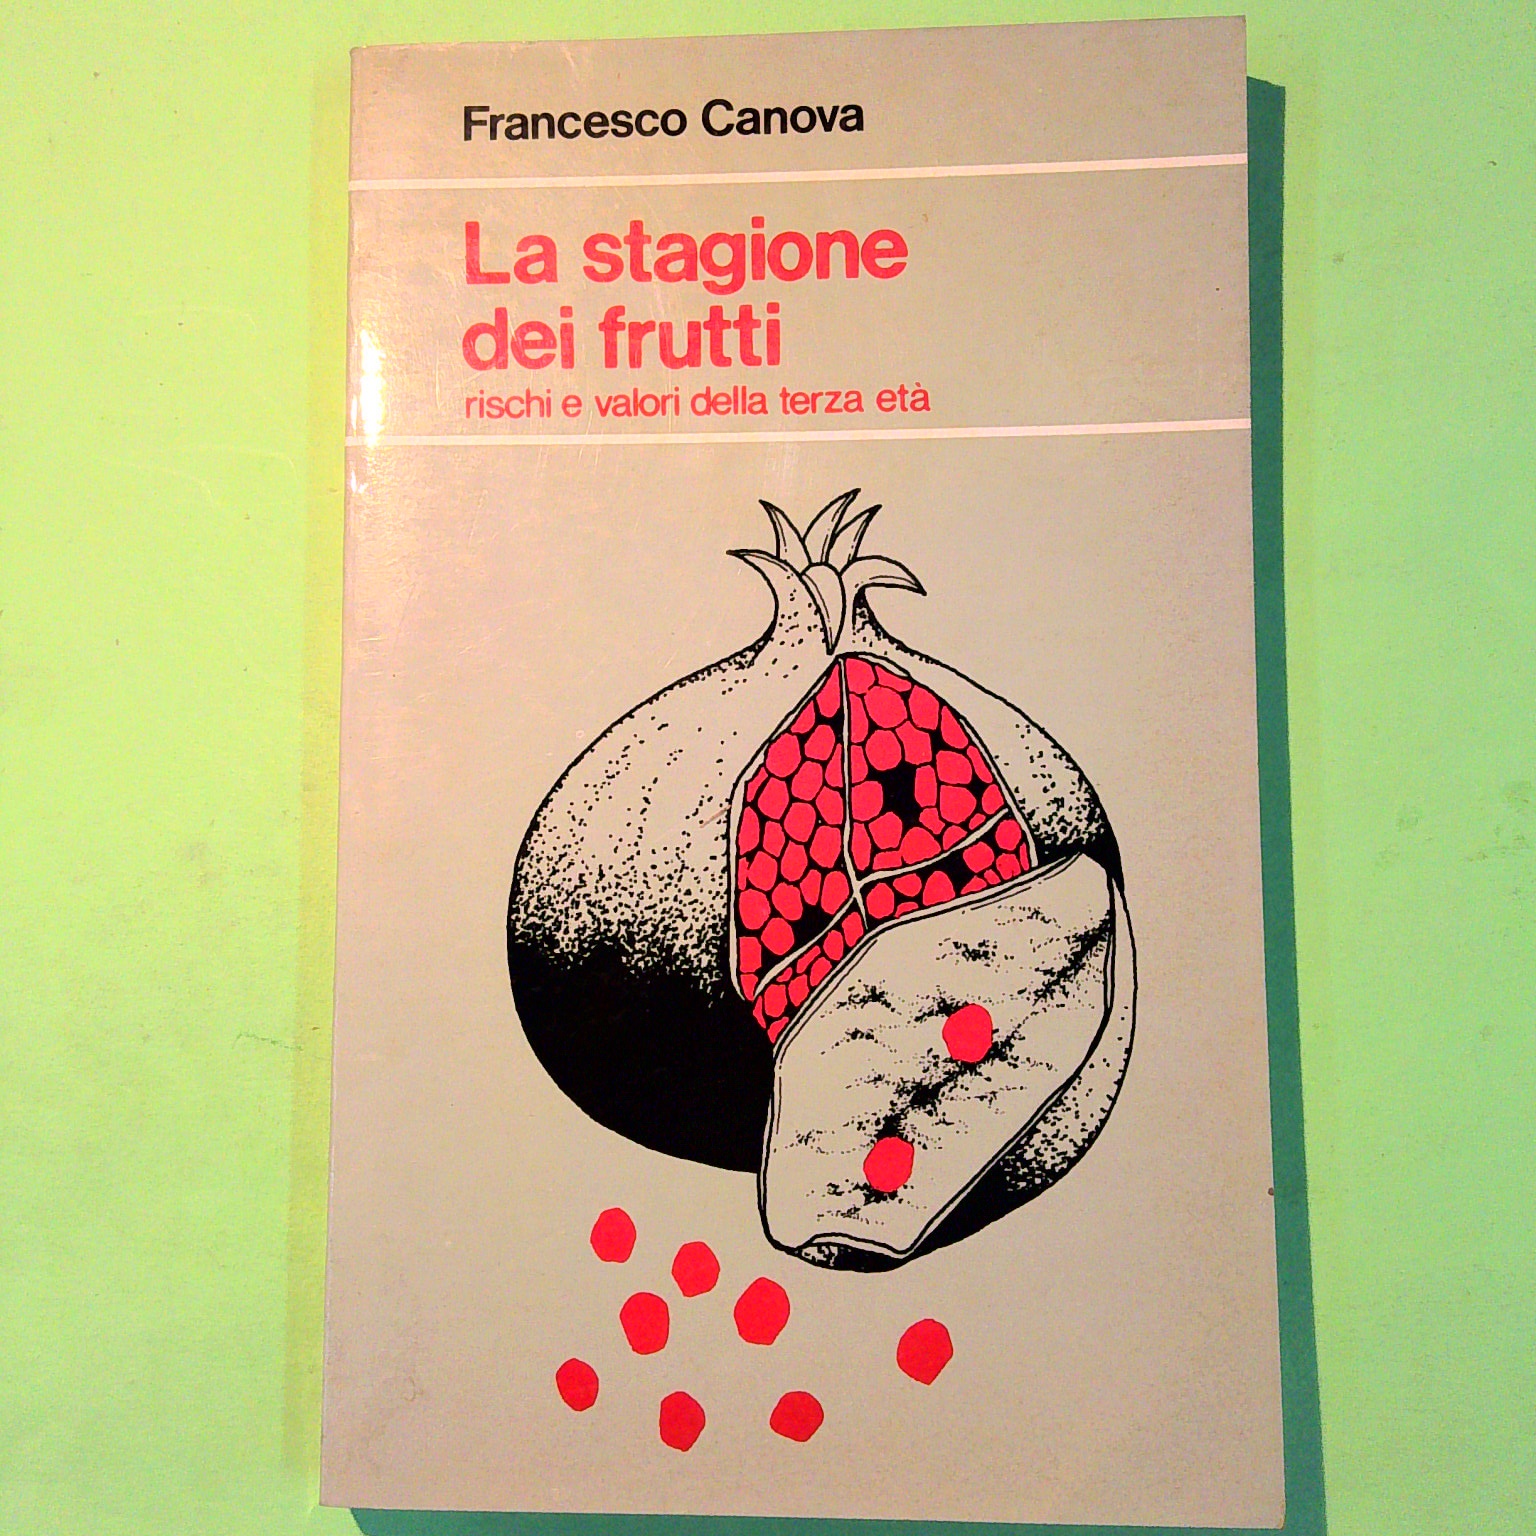 Francesco Canova
La stagione
dei frutti
rischi e valori della terza età